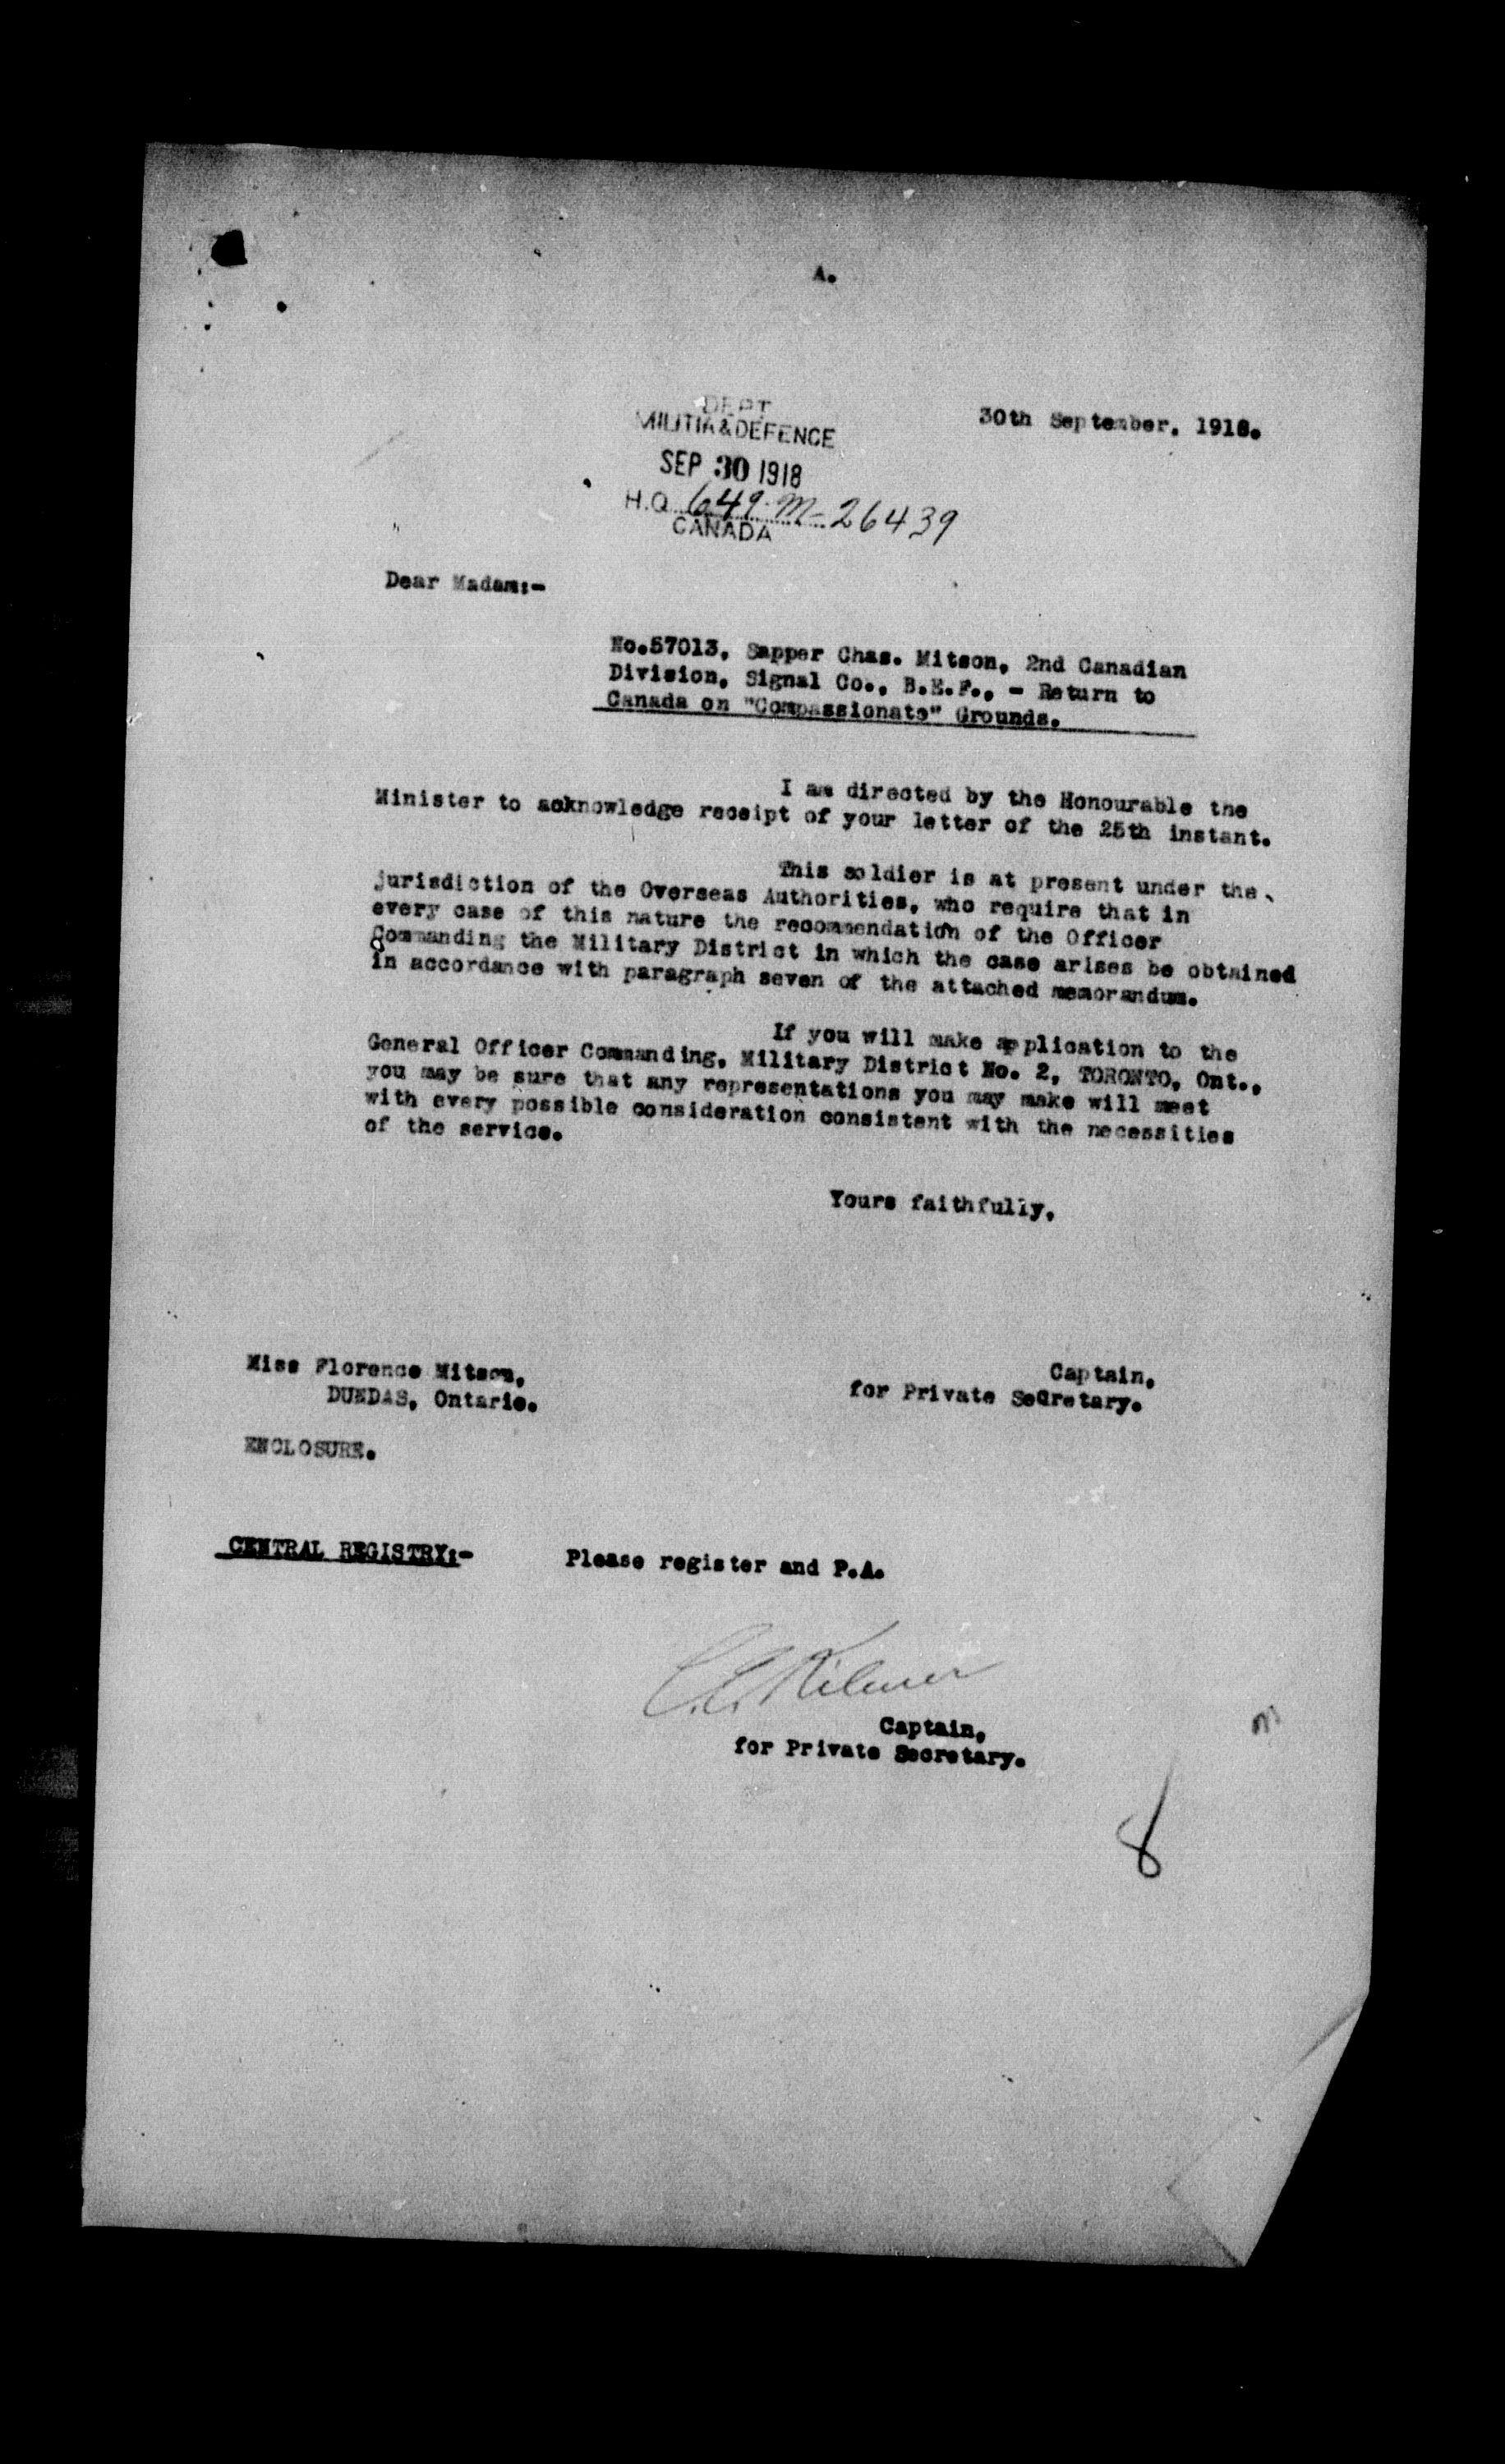 A.
DEPT.
MILITIA & DEFENCE
30th September, 1918.
SEP 30 1918
H.Q. 649-M-26439
CANADA
Dear Madam:-
No.57013, Sapper Chas. Mitson, 2nd Canadian
Division, Signal Co., B.E.F., - Return to
Canada on "Compassionate" Grounds.
I am directed by the Honourable the
Minister to acknowledge receipt of your letter of the 25th instant.
This soldier is at present under the
jurisdiction of the Overseas Authorities, who require that in
every case of this nature the recommendation of the Officer
Commanding the Military District in which the case arises be obtained
in accordance with paragraph seven of the attached memorandum.
If you will make application to the
General Officer Commanding, Military District No. 2, TORONTO, Ont.,
you may be sure that any representations you may make will meet
with every possible consideration consistent with the necessities
of the service.
Yours faithfully,
Miss Florence Mitson,
DUNDAS, Ontario.
Captain,
for Private Secretary.
ENCLOSURE.
CENTRAL REGISTRY:- Please register and P.A.
C.E. Kilmer
Captain,
for Private Secretary.
8